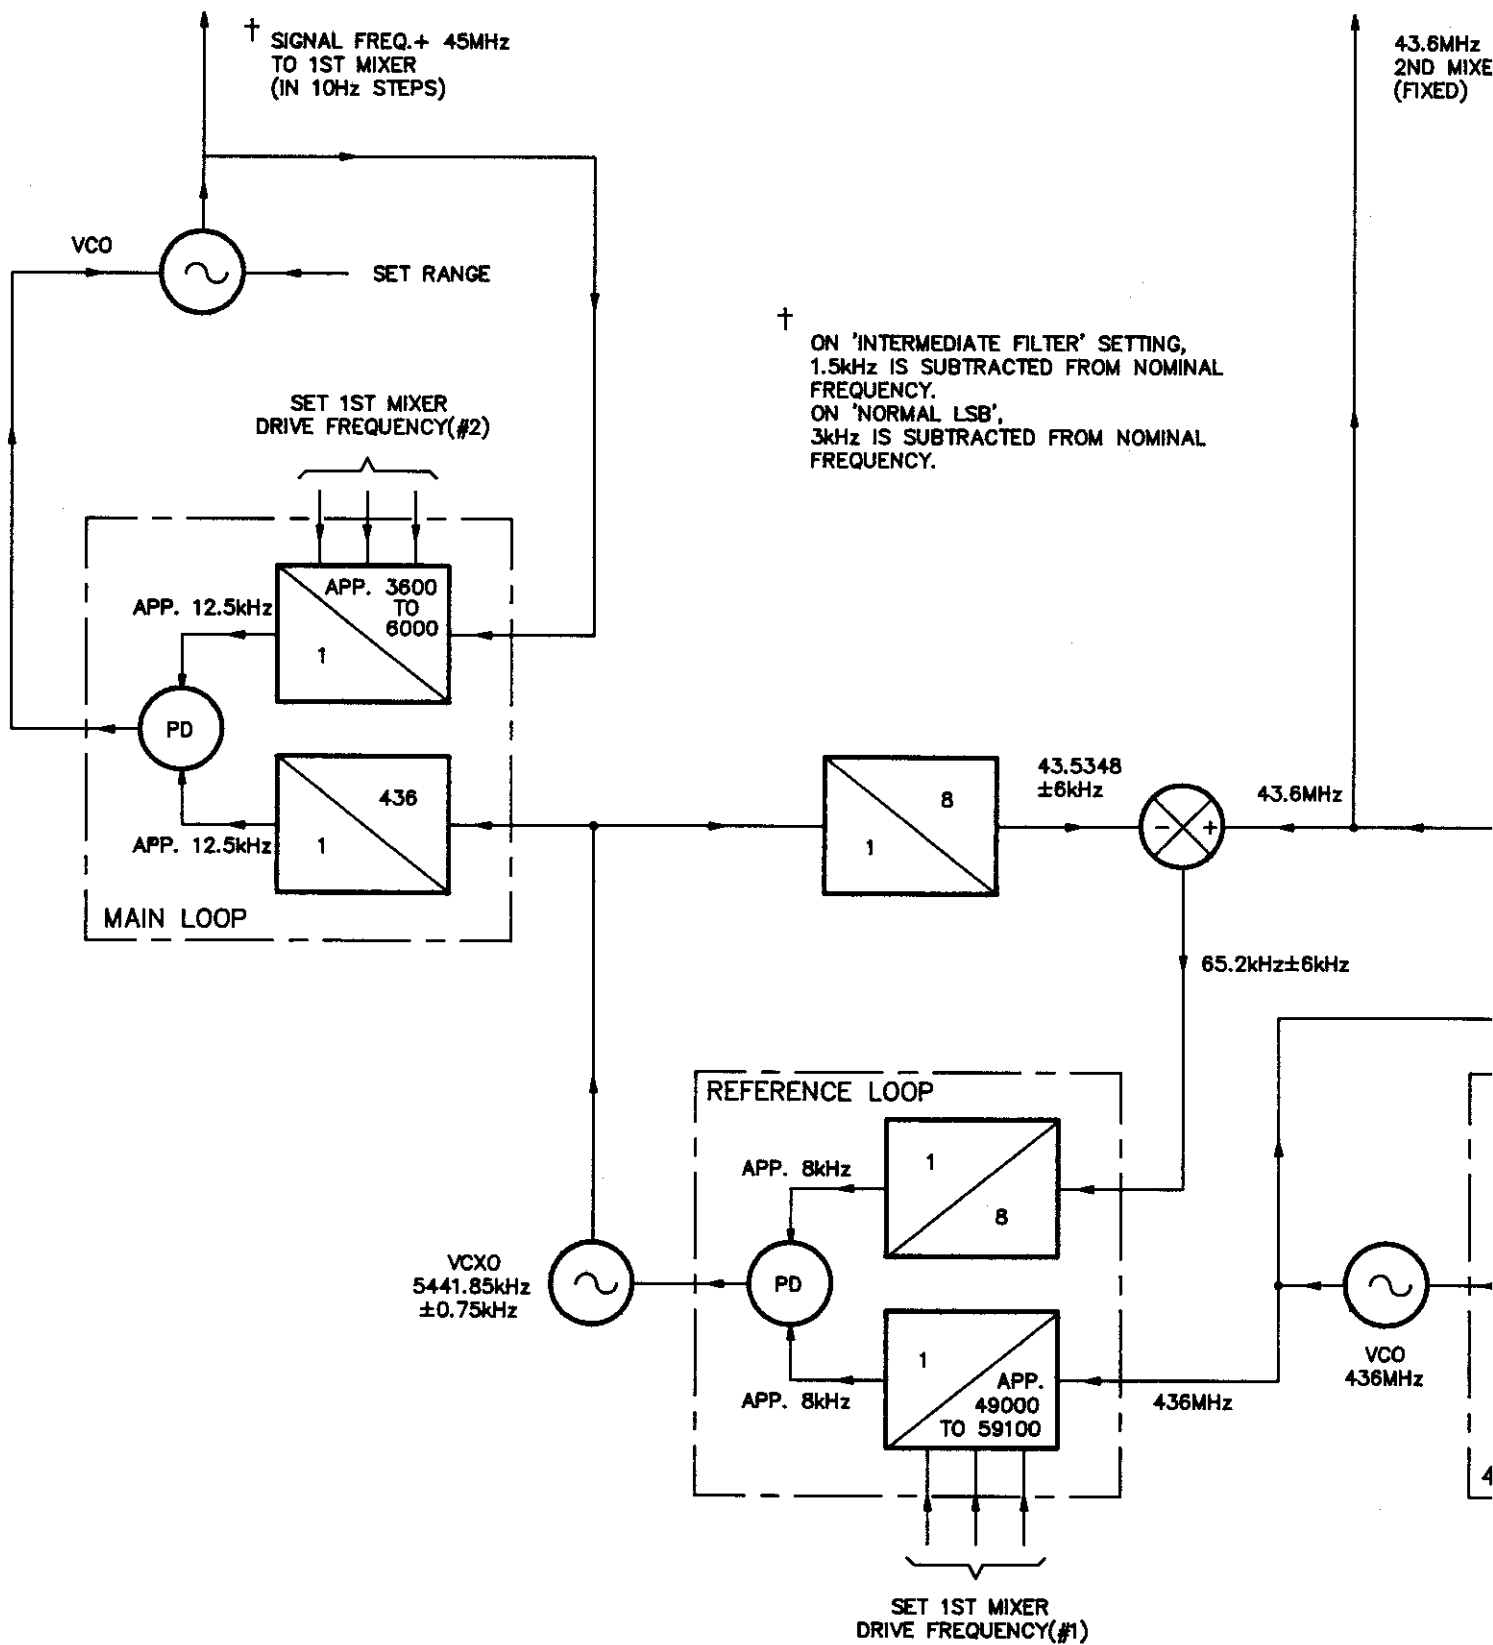 †
SIGNAL FREQ.+ 45MHz
TO 1ST MIXER
(IN 10Hz STEPS)
43.6MHz
2ND MIXE
(FIXED)
VCO
SET RANGE
†
ON 'INTERMEDIATE FILTER' SETTING,
1.5kHz IS SUBTRACTED FROM NOMINAL
FREQUENCY.
ON 'NORMAL LSB',
3kHz IS SUBTRACTED FROM NOMINAL
FREQUENCY.
SET 1ST MIXER
DRIVE FREQUENCY(#2)
APP. 3600
TO
6000
1
APP. 12.5kHz
PD
436
1
APP. 12.5kHz
MAIN LOOP
8
1
43.5348
±6kHz
- +
43.6MHz
65.2kHz±6kHz
REFERENCE LOOP
1
8
APP. 8kHz
VCXO
5441.85kHz
±0.75kHz
PD
1
APP.
49000
TO 59100
APP. 8kHz
436MHz
VCO
436MHz
4
SET 1ST MIXER
DRIVE FREQUENCY(#1)